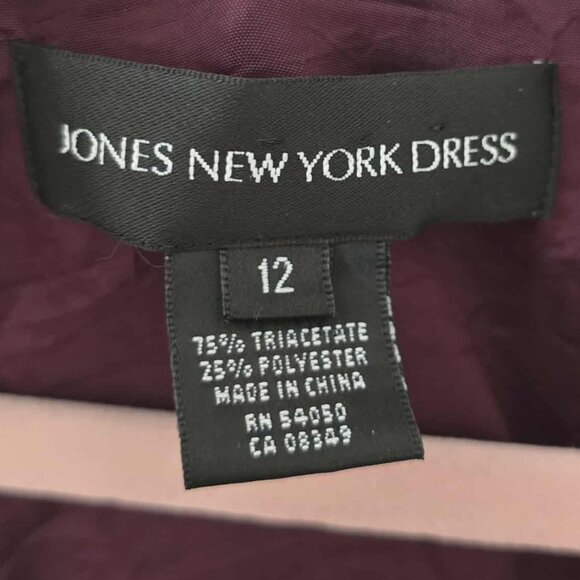 JONES NEW YORK DRESS
12
75% TRIACETATE
25% POLYESTER
MADE IN CHINA
RN 54050
CA 08349